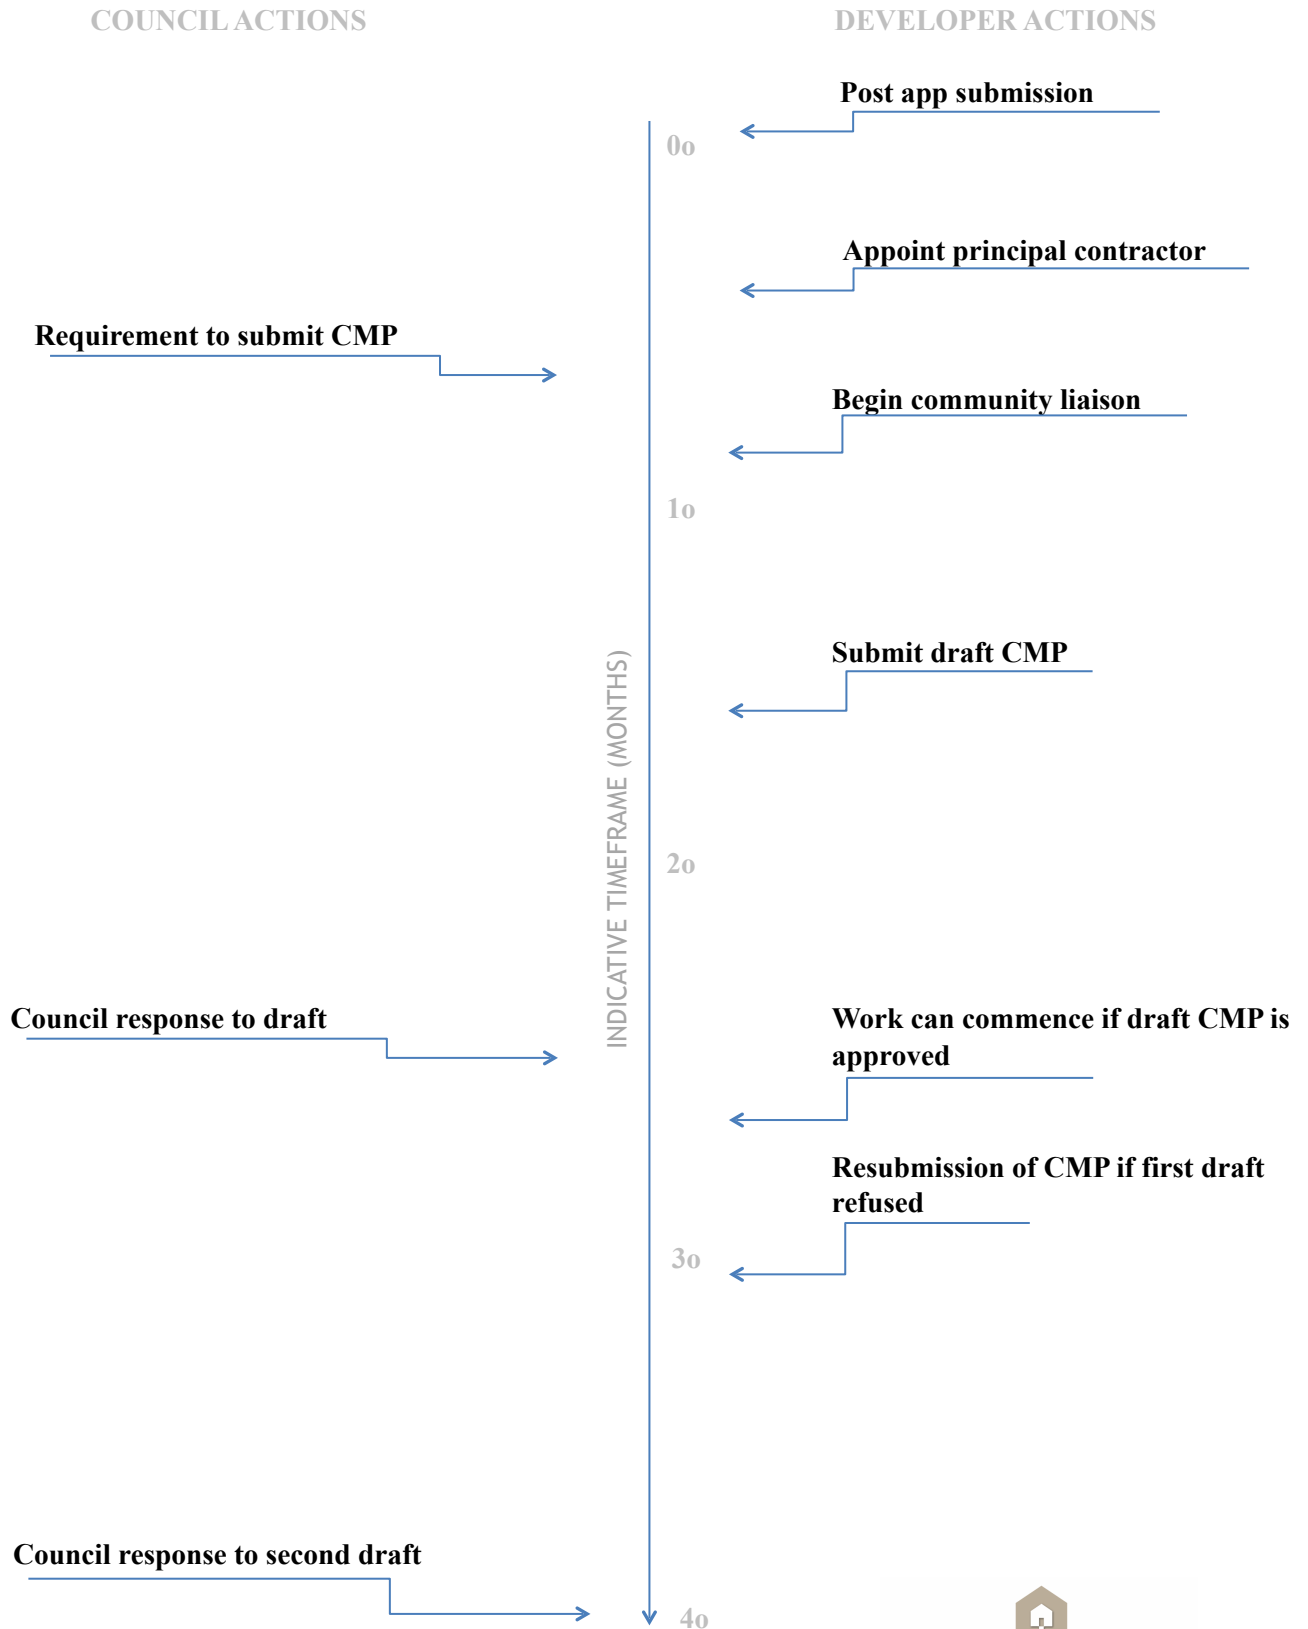 COUNCIL ACTIONS
DEVELOPER ACTIONS
Post app submission
0o
Appoint principal contractor
Requirement to submit CMP
Begin community liaison
1o
Submit draft CMP
INDICATIVE TIMEFRAME (MONTHS)
2o
Council response to draft
Work can commence if draft CMP is
approved
Resubmission of CMP if first draft
refused
3o
Council response to second draft
4o